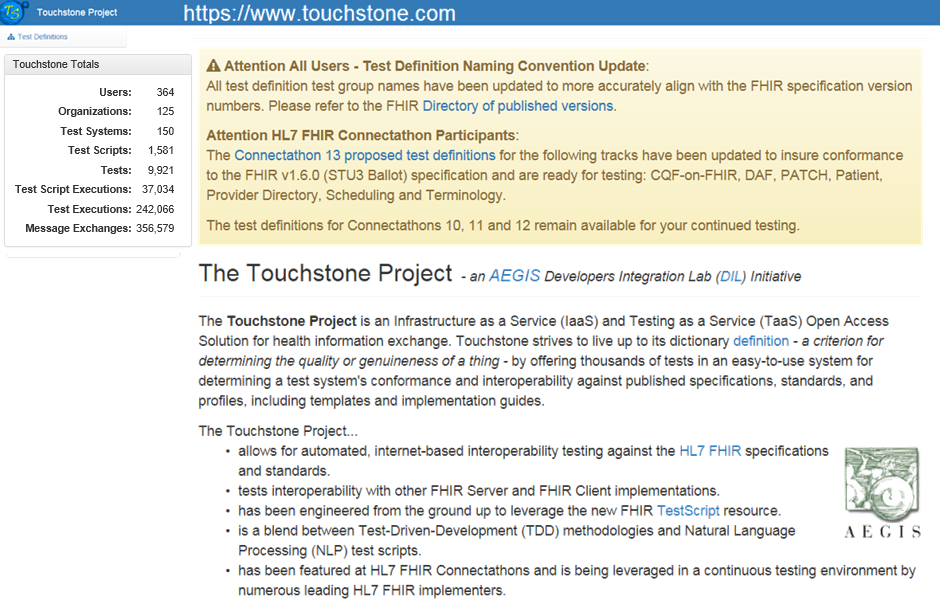 TS
Touchstone Project
https://www.touchstone.com
Test Definitions
Touchstone Totals
Users: 364
Organizations: 125
Test Systems: 150
Test Scripts: 1,581
Tests: 9,921
Test Script Executions: 37,034
Test Executions: 242,066
Message Exchanges: 356,579
Attention All Users - Test Definition Naming Convention Update:
All test definition test group names have been updated to more accurately align with the FHIR specification version
numbers. Please refer to the FHIR Directory of published versions.
Attention HL7 FHIR Connectathon Participants:
The Connectathon 13 proposed test definitions for the following tracks have been updated to insure conformance
to the FHIR v1.6.0 (STU3 Ballot) specification and are ready for testing: CQF-on-FHIR, DAF, PATCH, Patient,
Provider Directory, Scheduling and Terminology.
The test definitions for Connectathons 10, 11 and 12 remain available for your continued testing.
The Touchstone Project - an AEGIS Developers Integration Lab (DIL) Initiative
The Touchstone Project is an Infrastructure as a Service (IaaS) and Testing as a Service (TaaS) Open Access
Solution for health information exchange. Touchstone strives to live up to its dictionary definition - a criterion for
determining the quality or genuineness of a thing - by offering thousands of tests in an easy-to-use system for
determining a test system's conformance and interoperability against published specifications, standards, and
profiles, including templates and implementation guides.
The Touchstone Project...
• allows for automated, internet-based interoperability testing against the HL7 FHIR specifications
and standards.
• tests interoperability with other FHIR Server and FHIR Client implementations.
• has been engineered from the ground up to leverage the new FHIR TestScript resource.
• is a blend between Test-Driven-Development (TDD) methodologies and Natural Language
Processing (NLP) test scripts.
• has been featured at HL7 FHIR Connectathons and is being leveraged in a continuous testing environment by
numerous leading HL7 FHIR implementers.
AEGIS